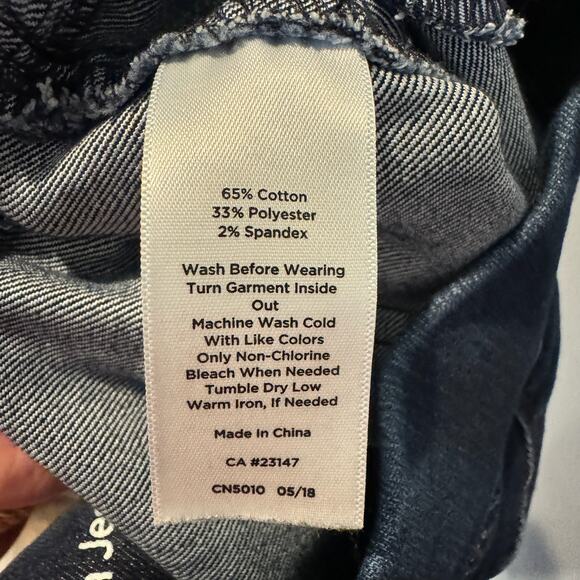 65% Cotton
33% Polyester
2% Spandex
Wash Before Wearing
Turn Garment Inside
Out
Machine Wash Cold
With Like Colors
Only Non-Chlorine
Bleach When Needed
Tumble Dry Low
Warm Iron, If Needed
Made In China
CA #23147
CN5010 05/18